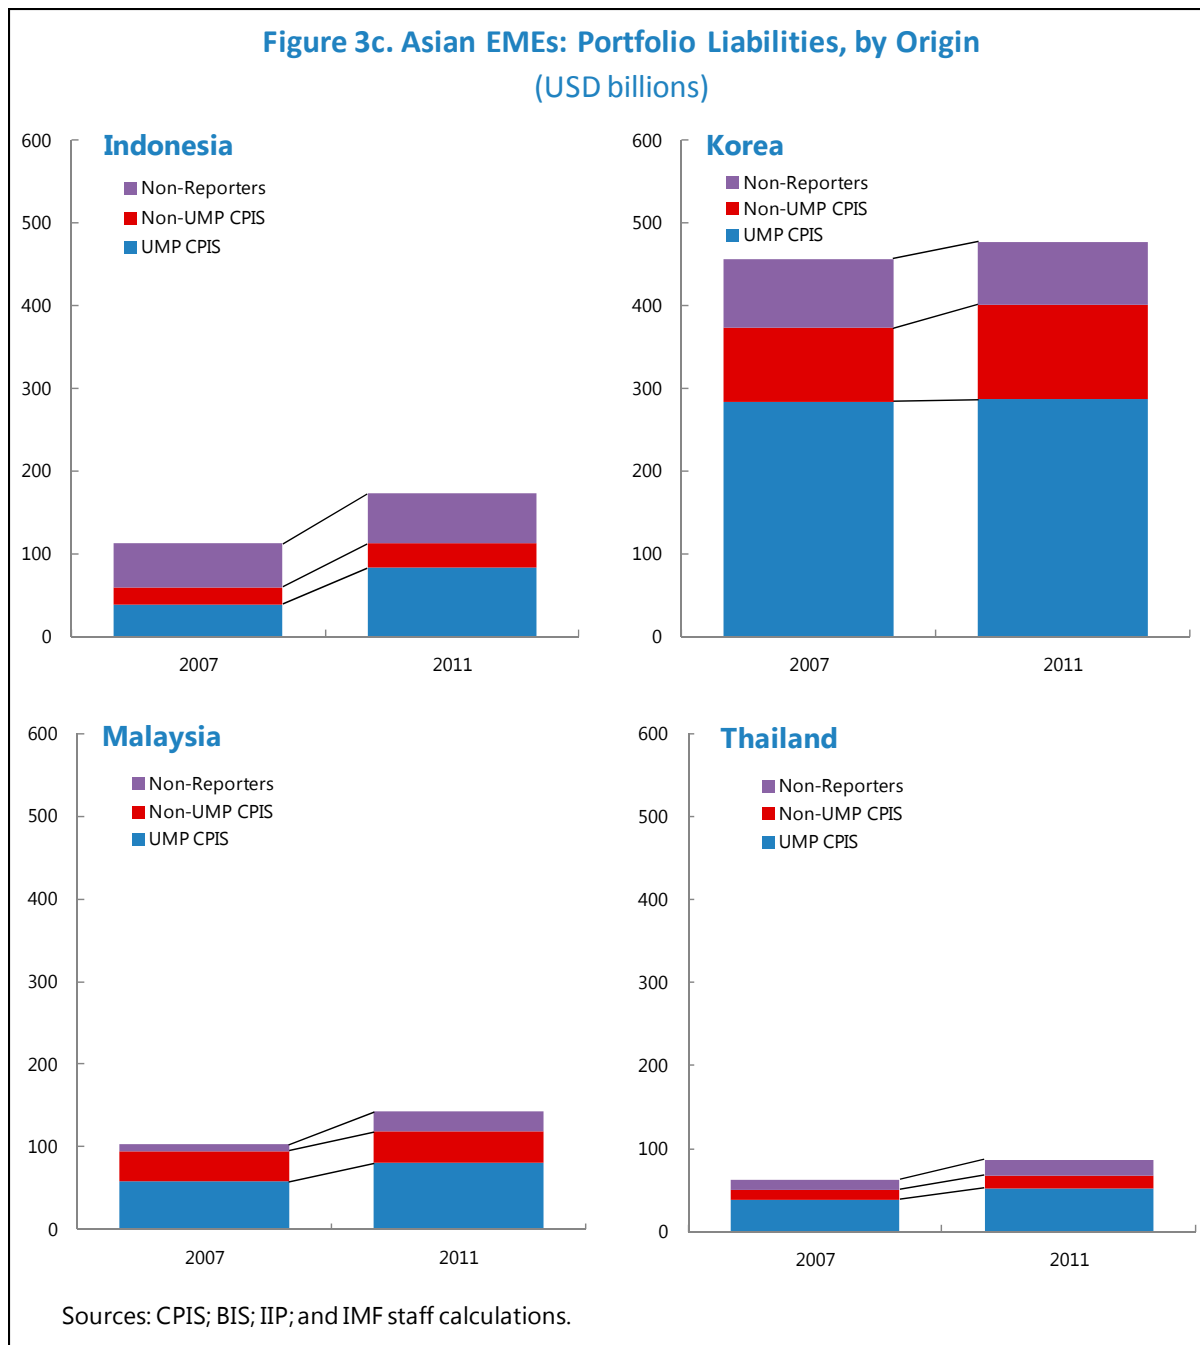 Figure 3c. Asian EMEs: Portfolio Liabilities, by Origin
(USD billions)
Indonesia
Non-Reporters
Non-UMP CPIS
UMP CPIS
600
500
400
300
200
100
0
2007 2011
Korea
Non-Reporters
Non-UMP CPIS
UMP CPIS
600
500
400
300
200
100
0
2007 2011
Malaysia
Non-Reporters
Non-UMP CPIS
UMP CPIS
600
500
400
300
200
100
0
2007 2011
Thailand
Non-Reporters
Non-UMP CPIS
UMP CPIS
600
500
400
300
200
100
0
2007 2011
Sources: CPIS; BIS; IIP; and IMF staff calculations.